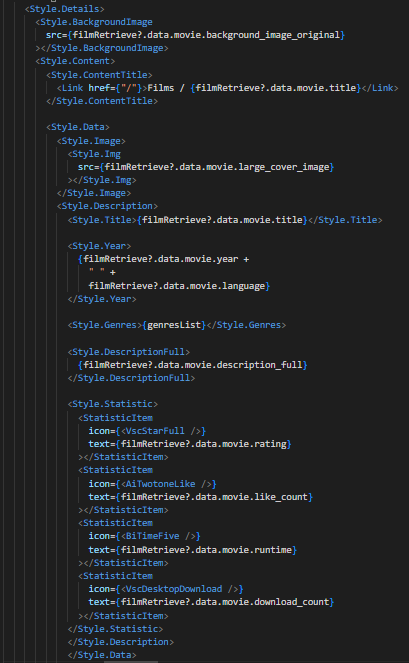 <Style.Details>
<Style.BackgroundImage
src={filmRetrieve?.data.movie.background_image_original}
></Style.BackgroundImage>
<Style.Content>
<Style.ContentTitle>
<Link href={"/"}>Films / {filmRetrieve?.data.movie.title}</Link>
</Style.ContentTitle>
<Style.Data>
<Style.Image>
<Style.Img
src={filmRetrieve?.data.movie.large_cover_image}
></Style.Img>
</Style.Image>
<Style.Description>
<Style.Title>{filmRetrieve?.data.movie.title}</Style.Title>
<Style.Year>
{filmRetrieve?.data.movie.year +
" " +
filmRetrieve?.data.movie.language}
</Style.Year>
<Style.Genres>{genresList}</Style.Genres>
<Style.DescriptionFull>
{filmRetrieve?.data.movie.description_full}
</Style.DescriptionFull>
<Style.Statistic>
<StatisticItem
icon={<VscStarFull />}
text={filmRetrieve?.data.movie.rating}
></StatisticItem>
<StatisticItem
icon={<AiTwotoneLike />}
text={filmRetrieve?.data.movie.like_count}
></StatisticItem>
<StatisticItem
icon={<BiTimeFive />}
text={filmRetrieve?.data.movie.runtime}
></StatisticItem>
<StatisticItem
icon={<VscDesktopDownload />}
text={filmRetrieve?.data.movie.download_count}
></StatisticItem>
</Style.Statistic>
</Style.Description>
</Style.Data>